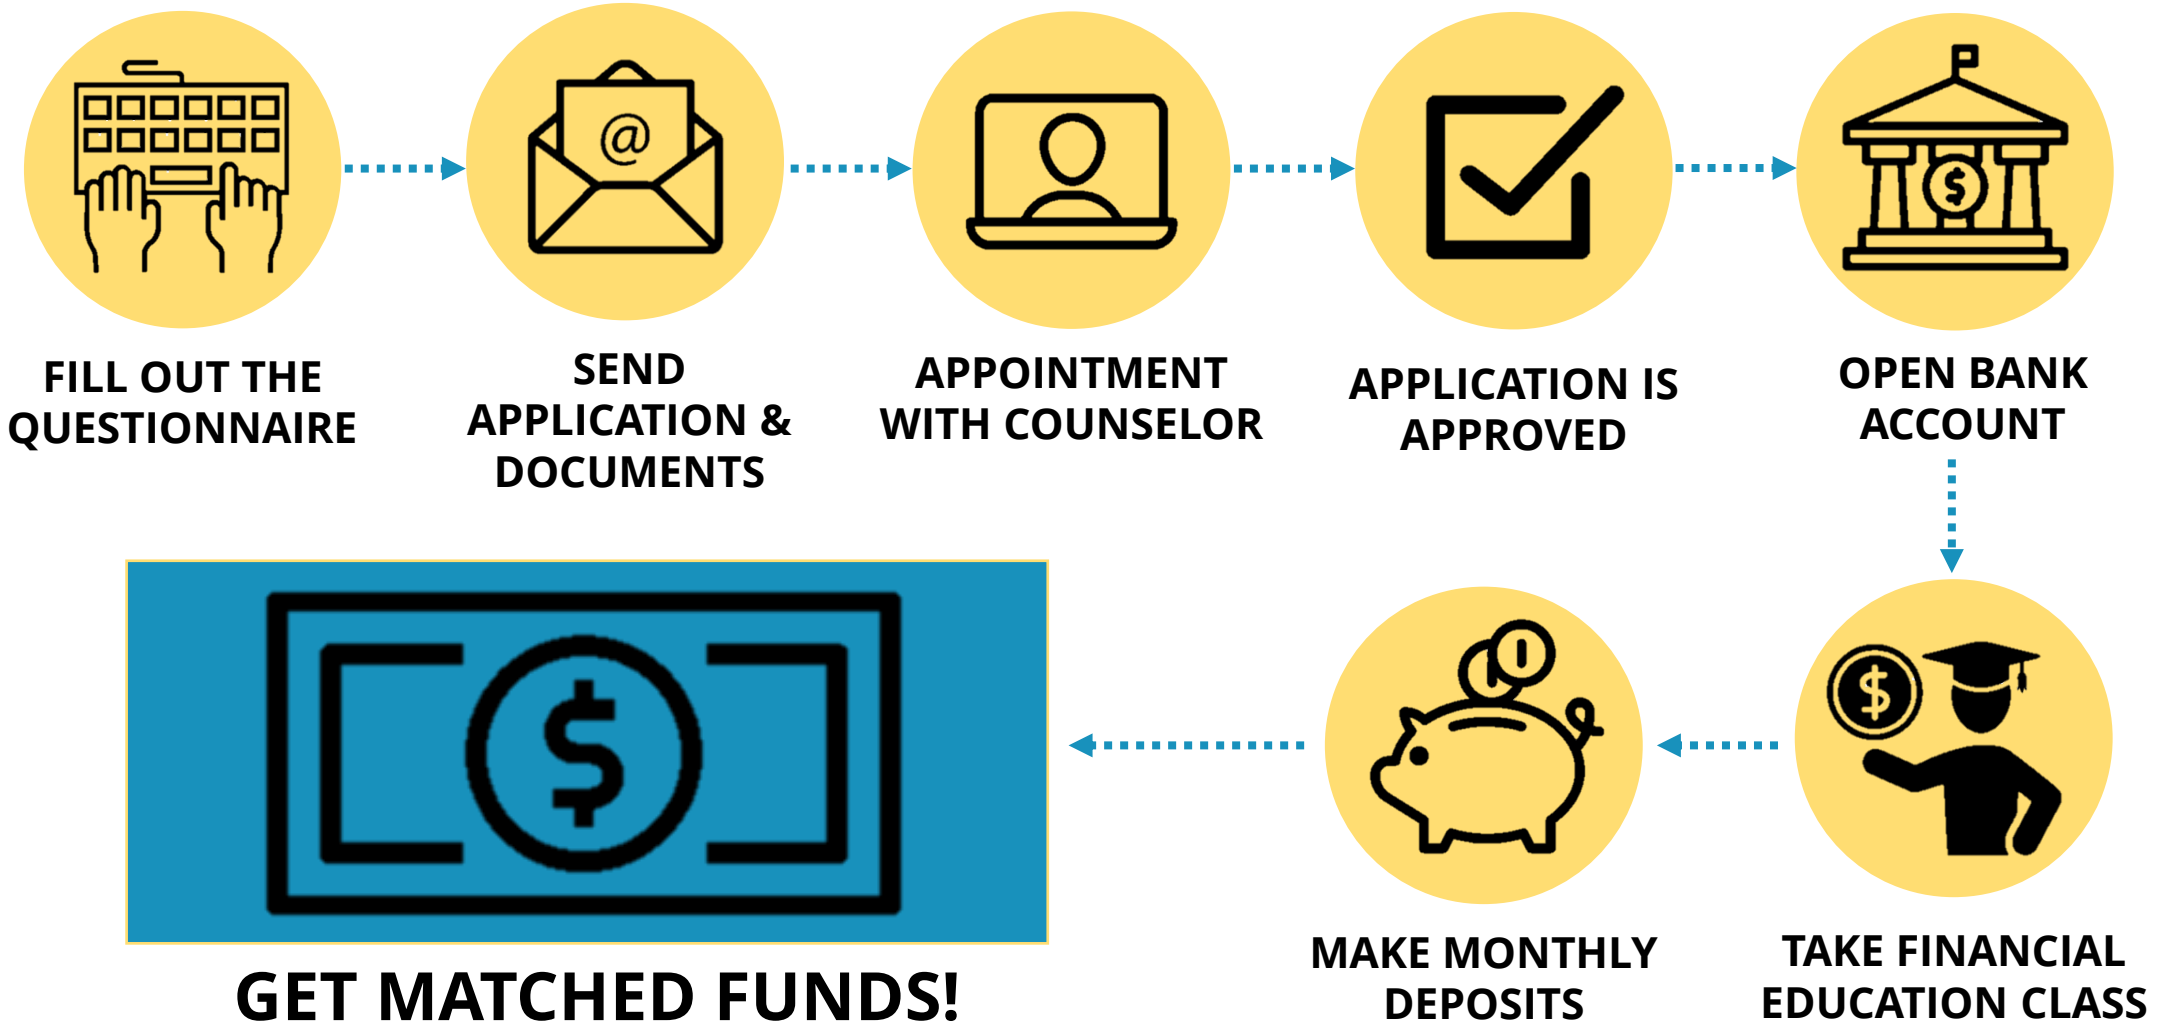 @
$
FILL OUT THE
QUESTIONNAIRE
SEND
APPLICATION &
DOCUMENTS
APPOINTMENT
WITH COUNSELOR
APPLICATION IS
APPROVED
OPEN BANK
ACCOUNT
$
TAKE FINANCIAL
EDUCATION CLASS
MAKE MONTHLY
DEPOSITS
$
GET MATCHED FUNDS!